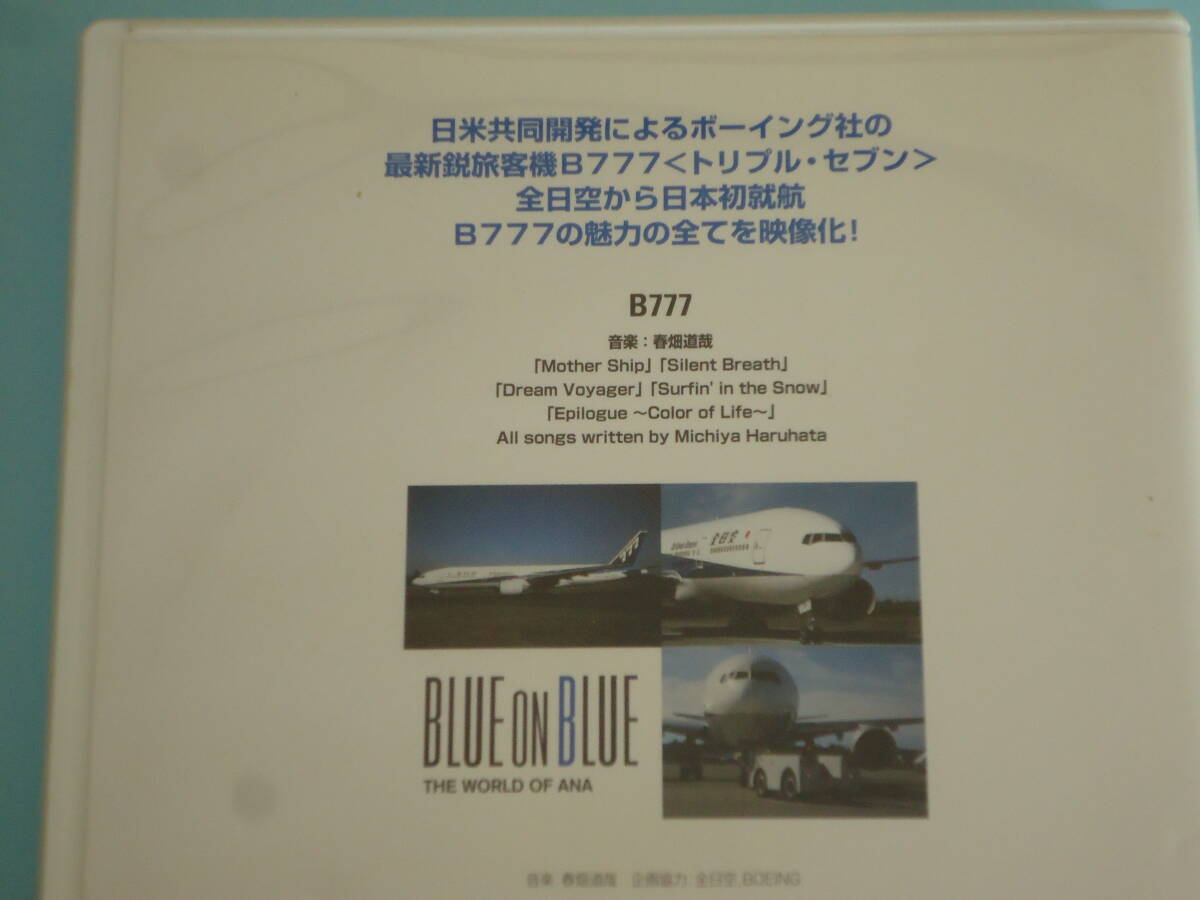 日米共同開発によるボーイング社の
最新鋭旅客機B777<トリプル・セブン>
全日空から日本初就航
B777の魅力の全てを映像化!
B777
音楽：春畑道哉
「Mother Ship」「Silent Breath」
「Dream Voyager」「Surfin' in the Snow」
「Epilogue 〜Color of Life〜」
All songs written by Michiya Haruhata
全日空
BLUE ON BLUE
THE WORLD OF ANA
音楽：春畑道哉　企画協力：全日空、BOEING